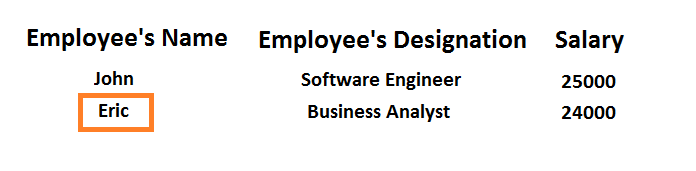 Employee's Name Employee's Designation Salary
John Software Engineer 25000
Eric Business Analyst 24000